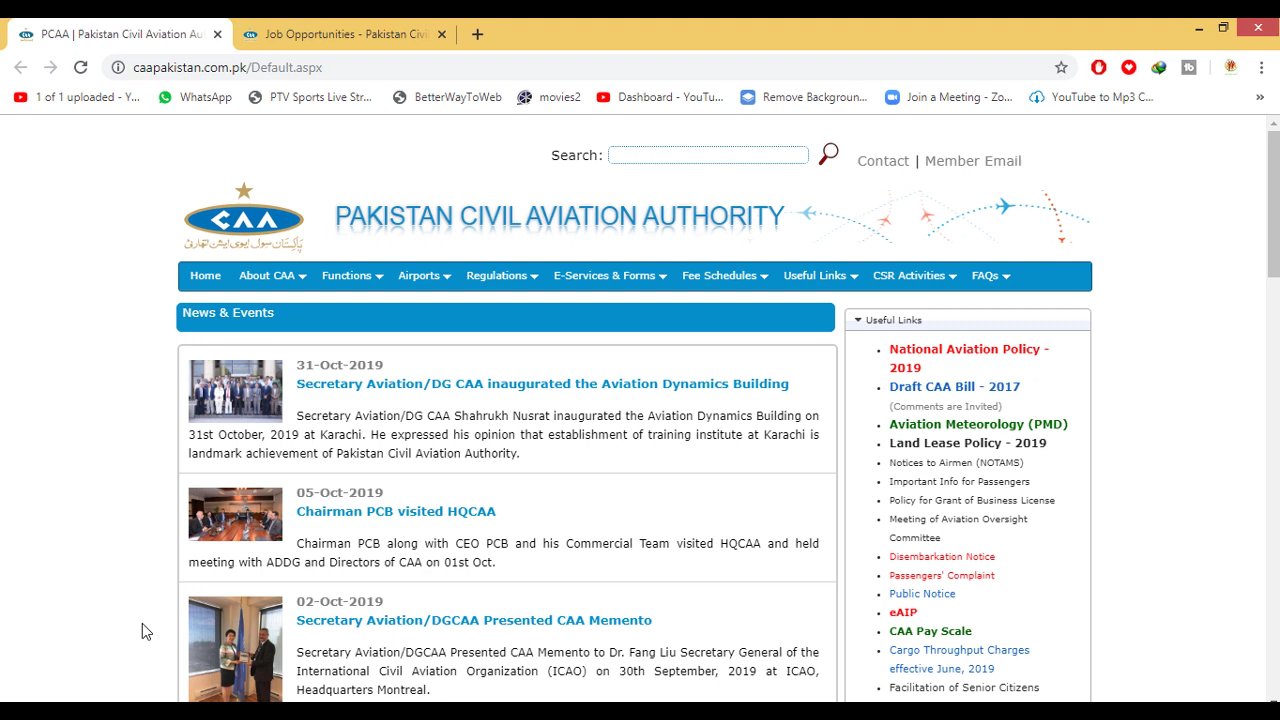 PCAA | Pakistan Civil Aviation Au
Job Opportunities - Pakistan Civil
caapakistan.com.pk/Default.aspx
1 of 1 uploaded - Y...
WhatsApp
PTV Sports Live Str...
BetterWayToWeb
movies2
Dashboard - YouTu...
Remove Backgroun...
Join a Meeting - Zo...
YouTube to Mp3 C...
»
Search:
Contact | Member Email
CAA
پاکستان سول ایوی ایشن اتھارٹی
PAKISTAN CIVIL AVIATION AUTHORITY
Home About CAA Functions Airports Regulations E-Services & Forms Fee Schedules Useful Links CSR Activities FAQs
News & Events
31-Oct-2019
Secretary Aviation/DG CAA inaugurated the Aviation Dynamics Building
Secretary Aviation/DG CAA Shahrukh Nusrat inaugurated the Aviation Dynamics Building on
31st October, 2019 at Karachi. He expressed his opinion that establishment of training institute at Karachi is
landmark achievement of Pakistan Civil Aviation Authority.
05-Oct-2019
Chairman PCB visited HQCAA
Chairman PCB along with CEO PCB and his Commercial Team visited HQCAA and held
meeting with ADDG and Directors of CAA on 01st Oct.
02-Oct-2019
Secretary Aviation/DGCAA Presented CAA Memento
Secretary Aviation/DGCAA Presented CAA Memento to Dr. Fang Liu Secretary General of the
International Civil Aviation Organization (ICAO) on 30th September, 2019 at ICAO,
Headquarters Montreal.
Useful Links
National Aviation Policy -
2019
Draft CAA Bill - 2017
(Comments are Invited)
Aviation Meteorology (PMD)
Land Lease Policy - 2019
Notices to Airmen (NOTAMS)
Important Info for Passengers
Policy for Grant of Business License
Meeting of Aviation Oversight
Committee
Disembarkation Notice
Passengers' Complaint
Public Notice
eAIP
CAA Pay Scale
Cargo Throughput Charges
effective June, 2019
Facilitation of Senior Citizens